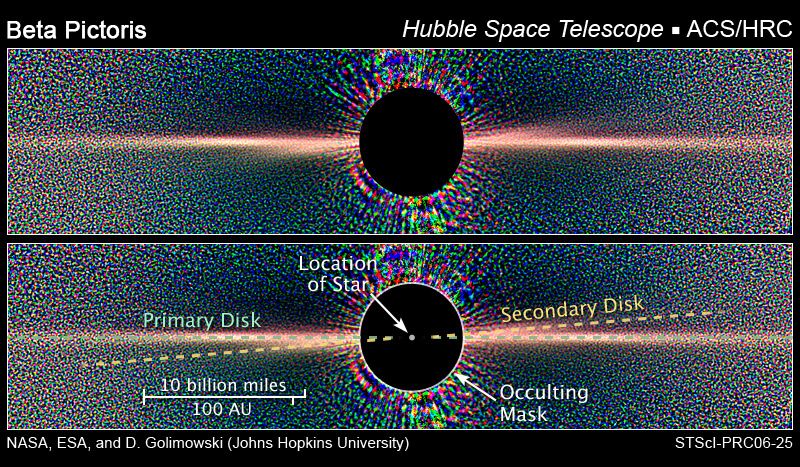 Beta Pictoris
Hubble Space Telescope ▪ ACS/HRC
Location
of Star
Primary Disk
Secondary Disk
10 billion miles
100 AU
Occulting
Mask
NASA, ESA, and D. Golimowski (Johns Hopkins University)
STScI-PRC06-25